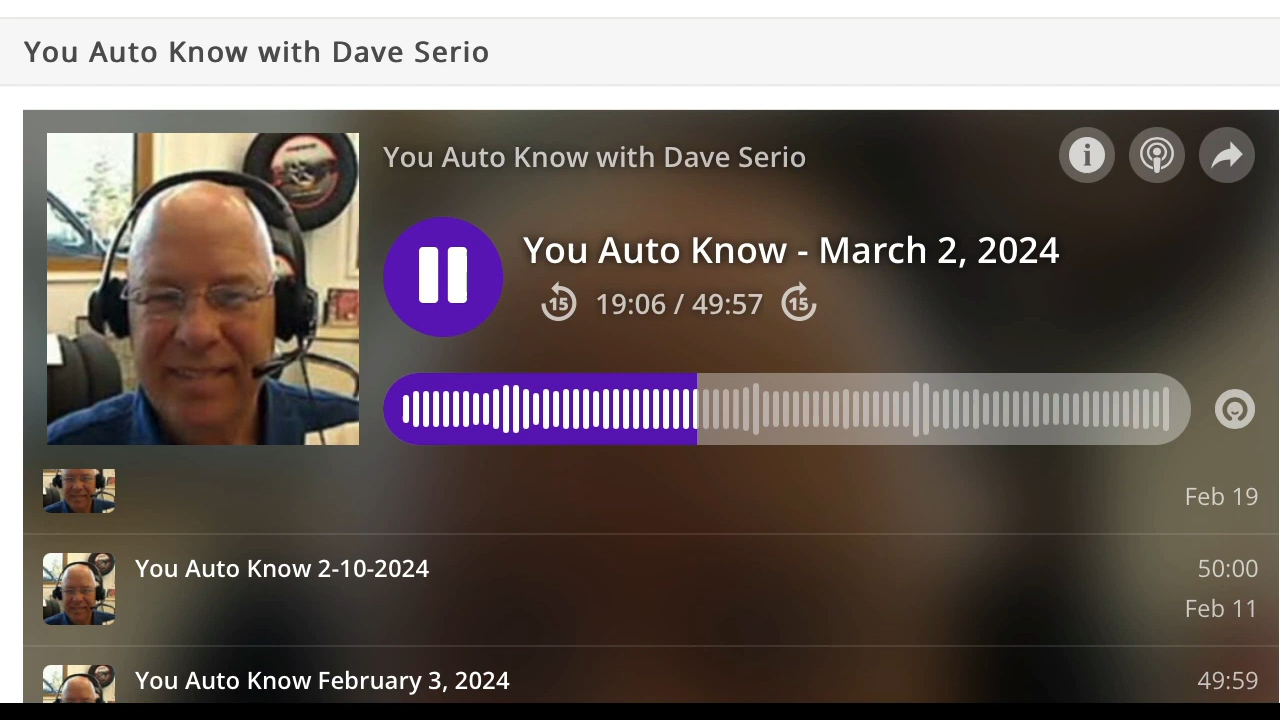 You Auto Know with Dave Serio
You Auto Know with Dave Serio
You Auto Know - March 2, 2024
15 19:06 / 49:57 15
Feb 19
You Auto Know 2-10-2024 50:00
Feb 11
You Auto Know February 3, 2024 49:59